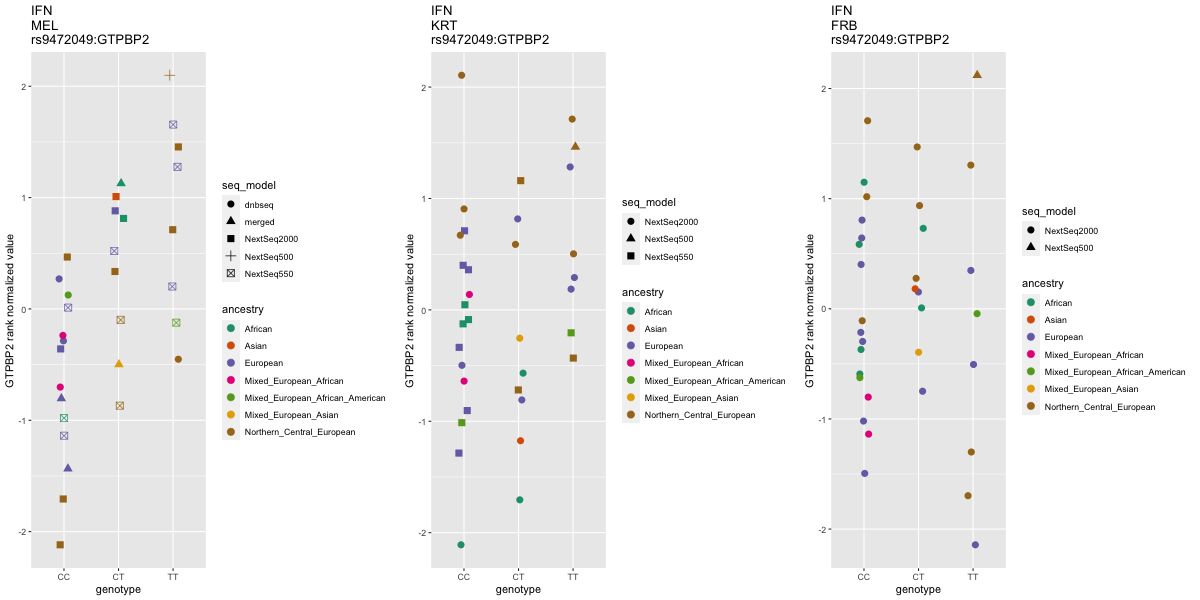 IFN
MEL
rs9472049:GTPBP2
GTPBP2 rank normalized value
2
1
0
-1
-2
CC CT TT
genotype
seq_model
dnbseq
merged
NextSeq2000
NextSeq500
NextSeq550
ancestry
African
Asian
European
Mixed_European_African
Mixed_European_African_American
Mixed_European_Asian
Northern_Central_European
IFN
KRT
rs9472049:GTPBP2
GTPBP2 rank normalized value
2
1
0
-1
-2
CC CT TT
genotype
seq_model
NextSeq2000
NextSeq500
NextSeq550
ancestry
African
Asian
European
Mixed_European_African
Mixed_European_African_American
Mixed_European_Asian
Northern_Central_European
IFN
FRB
rs9472049:GTPBP2
GTPBP2 rank normalized value
2
1
0
-1
-2
CC CT TT
genotype
seq_model
NextSeq2000
NextSeq500
ancestry
African
Asian
European
Mixed_European_African
Mixed_European_African_American
Mixed_European_Asian
Northern_Central_European